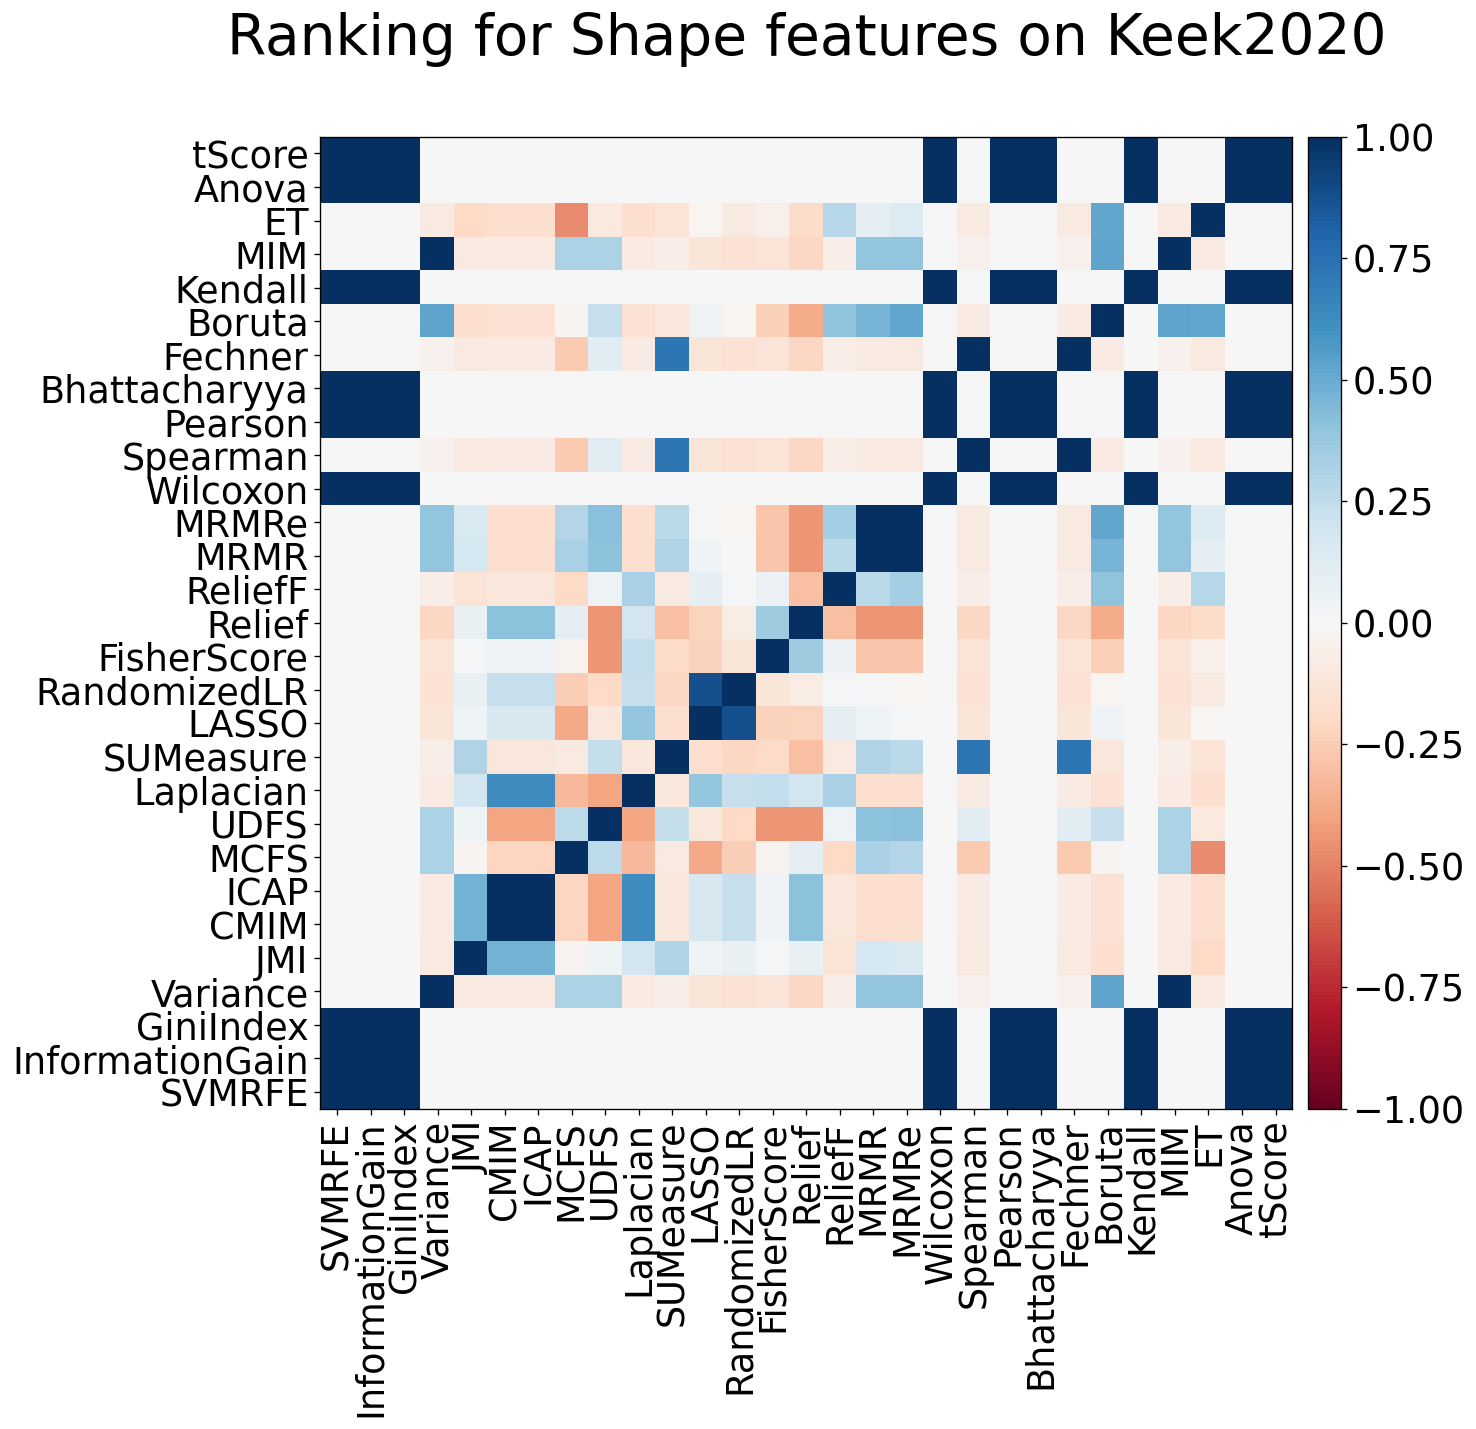 Ranking for Shape features on Keek2020
tScore
Anova
ET
MIM
Kendall
Boruta
Fechner
Bhattacharyya
Pearson
Spearman
Wilcoxon
MRMRe
MRMR
ReliefF
Relief
FisherScore
RandomizedLR
LASSO
SUMeasure
Laplacian
UDFS
MCFS
ICAP
CMIM
JMI
Variance
GiniIndex
InformationGain
SVMRFE
SVMRFE
InformationGain
GiniIndex
Variance
JMI
CMIM
ICAP
MCFS
UDFS
Laplacian
SUMeasure
LASSO
RandomizedLR
FisherScore
Relief
ReliefF
MRMR
MRMRe
Wilcoxon
Spearman
Pearson
Bhattacharyya
Fechner
Boruta
Kendall
MIM
ET
Anova
tScore
1.00
0.75
0.50
0.25
0.00
−0.25
−0.50
−0.75
−1.00